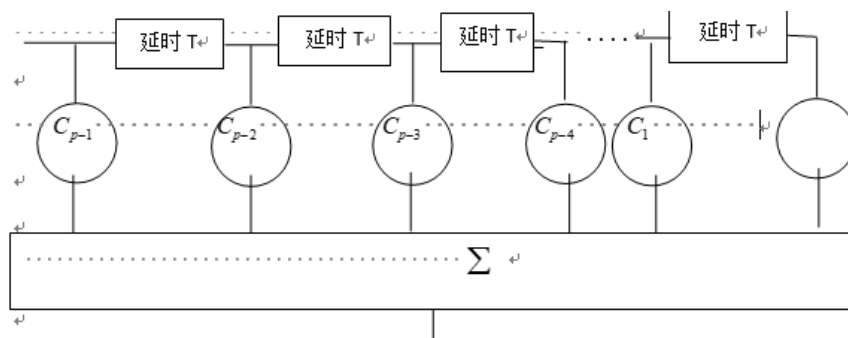 延时 T 延时 T 延时 T ···· 延时 T
C_{p-1} C_{p-2} C_{p-3} C_{p-4} C_1
Σ